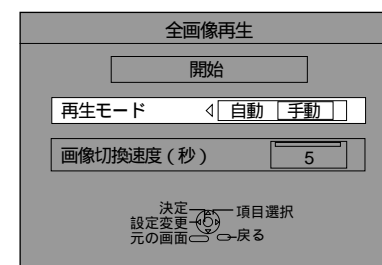 全画像再生
開始
再生モード 自動 手動
画像切換速度(秒) 5
決定 項目選択
設定変更
元の画面 戻る